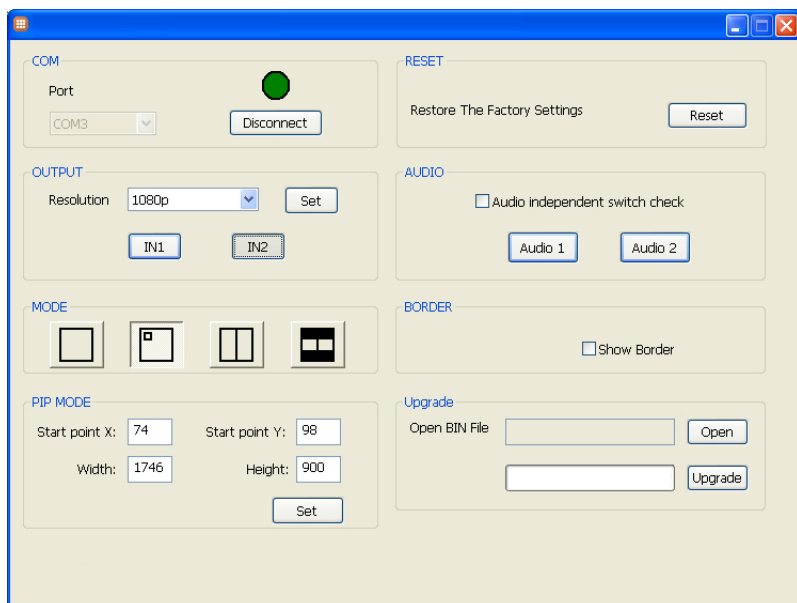 COM
Port
COM3
Disconnect
RESET
Restore The Factory Settings
Reset
OUTPUT
Resolution 1080p Set
IN1 IN2
AUDIO
Audio independent switch check
Audio 1 Audio 2
MODE
BORDER
Show Border
PIP MODE
Start point X: 74 Start point Y: 98
Width: 1746 Height: 900
Set
Upgrade
Open BIN File Open
Upgrade